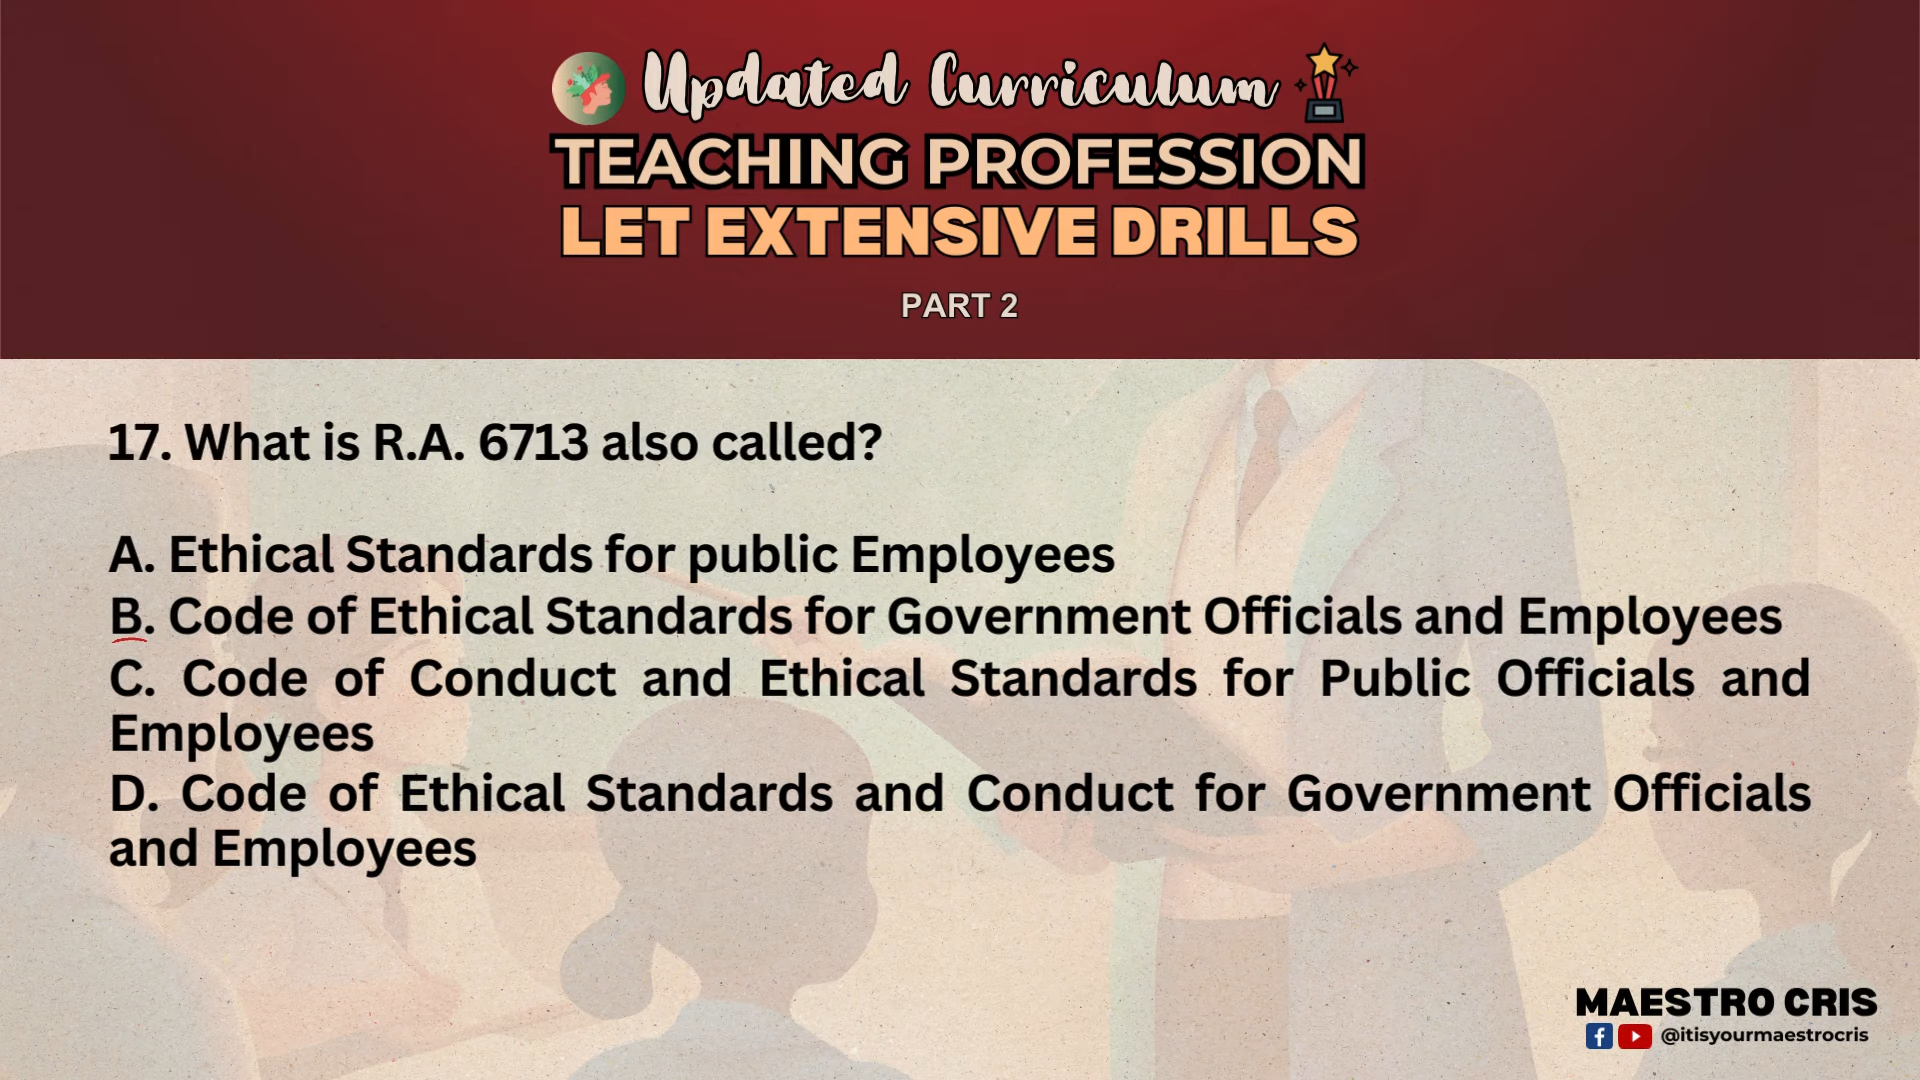 Updated Curriculum
TEACHING PROFESSION
LET EXTENSIVE DRILLS
PART 2
17. What is R.A. 6713 also called?
A. Ethical Standards for public Employees
B. Code of Ethical Standards for Government Officials and Employees
C. Code of Conduct and Ethical Standards for Public Officials and
Employees
D. Code of Ethical Standards and Conduct for Government Officials
and Employees
MAESTRO CRIS
@itisyourmaestrocris